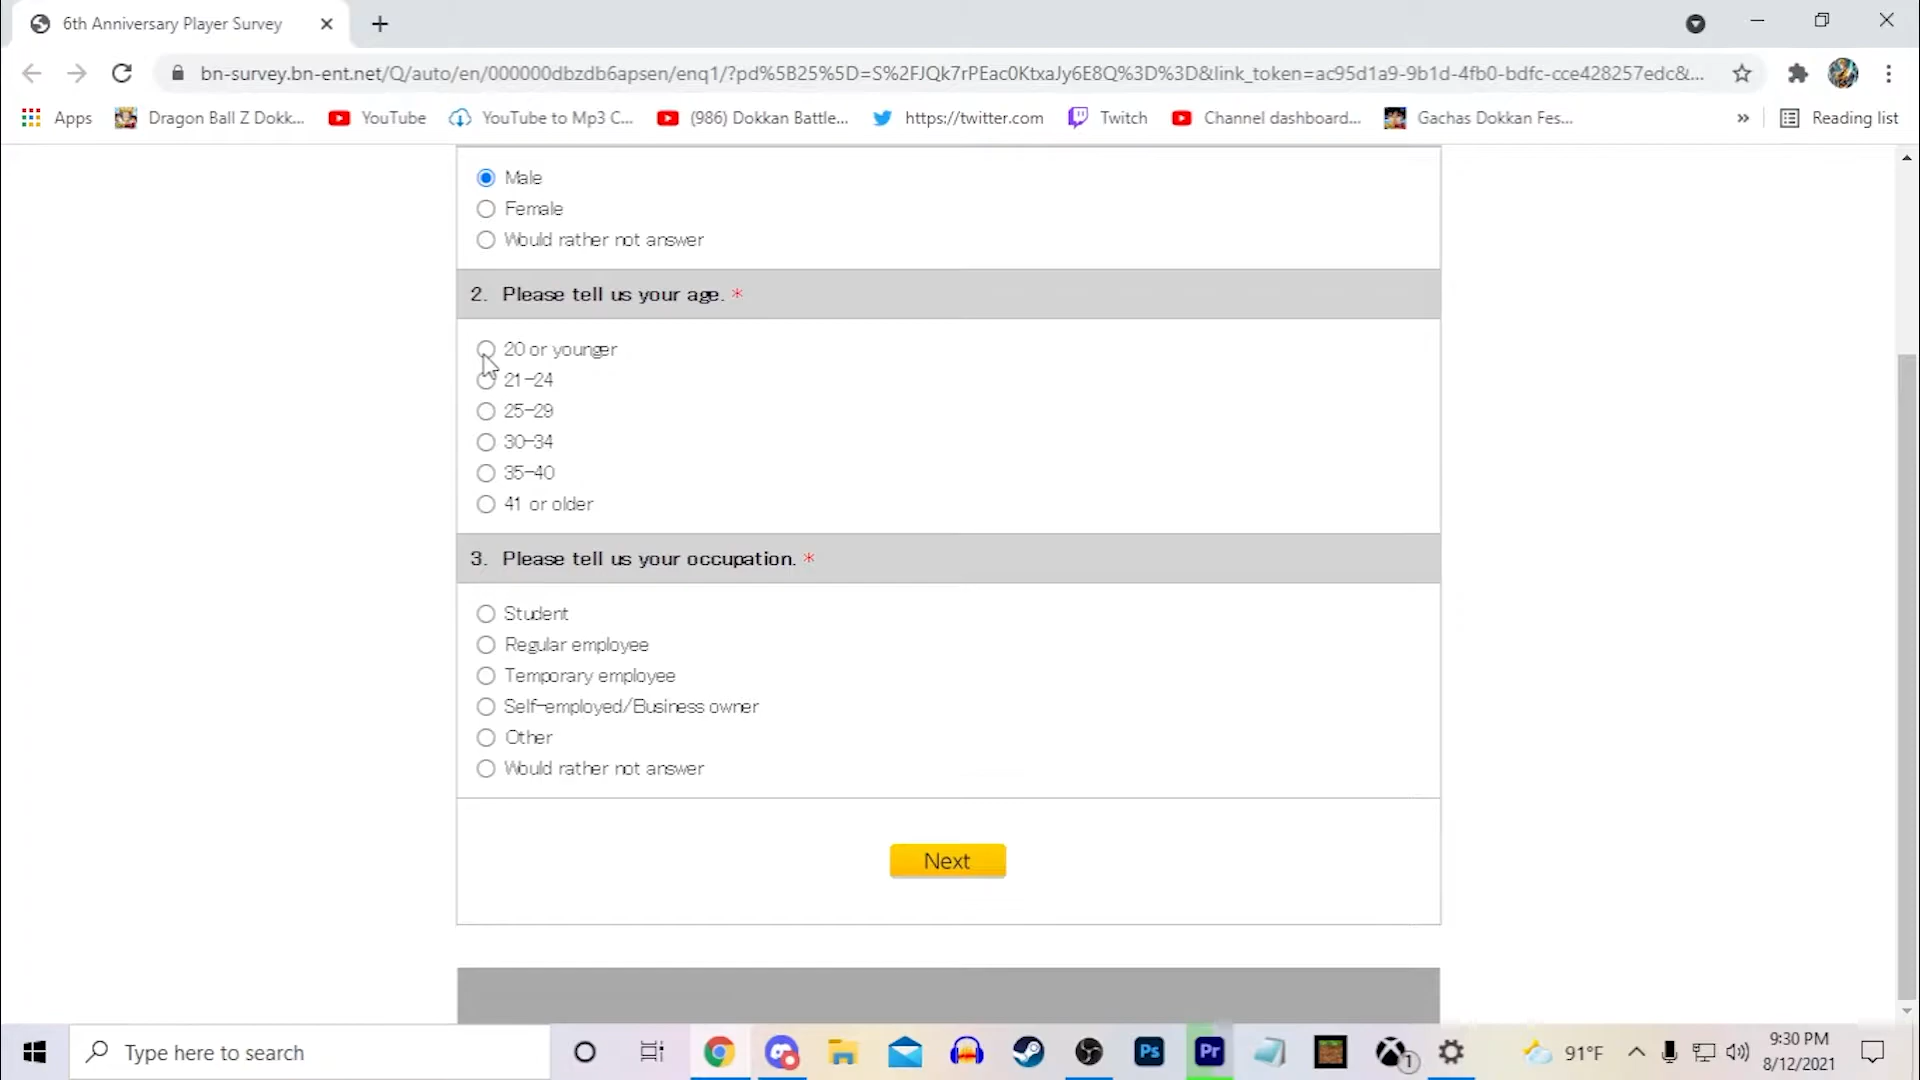 6th Anniversary Player Survey
bn-survey.bn-ent.net/Q/auto/en/000000dbzdb6apsen/enq1/?pd%5B25%5D=S%2FJQk7rPEac0KtxaJy6E8Q%3D%3D&link_token=ac95d1a9-9b1d-4fb0-bdfc-cce428257edc&...
Apps Dragon Ball Z Dokk... YouTube YouTube to Mp3 C... (986) Dokkan Battle... https://twitter.com Twitch Channel dashboard... Gachas Dokkan Fes... » Reading list
Male
Female
Would rather not answer
2. Please tell us your age. *
20 or younger
21-24
25-29
30-34
35-40
41 or older
3. Please tell us your occupation. *
Student
Regular employee
Temporary employee
Self-employed/Business owner
Other
Would rather not answer
Next
Type here to search
Ps
Pr
1
91°F
9:30 PM
8/12/2021